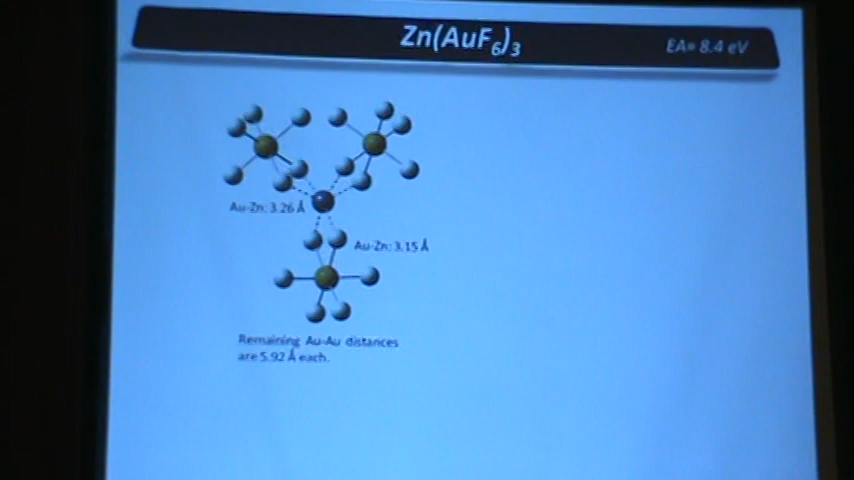 Zn(AuF6)3
EA= 8.4 eV
Au-Zn: 3.26 Å
Au-Zn: 3.15 Å
Remaining Au-Au distances
are 5.92 Å each.